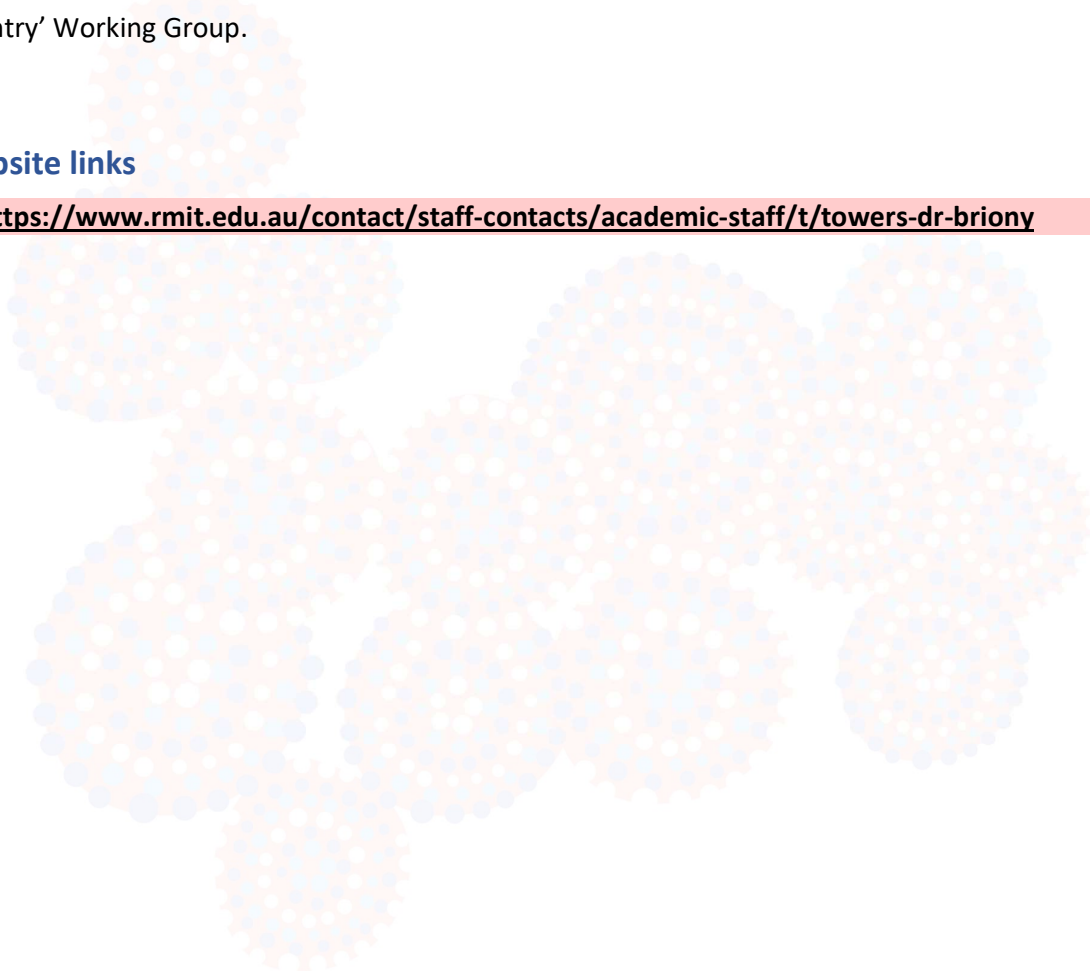 ntry’ Working Group.
bsite links
ttps://www.rmit.edu.au/contact/staff-contacts/academic-staff/t/towers-dr-briony